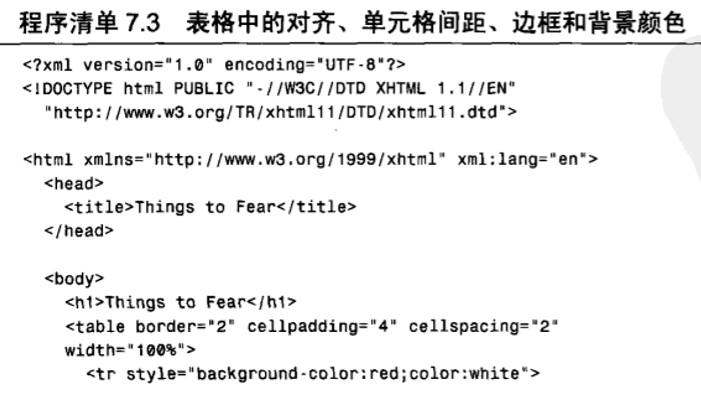 程序清单 7.3 表格中的对齐、单元格间距、边框和背景颜色
<?xml version="1.0" encoding="UTF-8"?>
<!DOCTYPE html PUBLIC "-//W3C//DTD XHTML 1.1//EN"
"http://www.w3.org/TR/xhtml11/DTD/xhtml11.dtd">
<html xmlns="http://www.w3.org/1999/xhtml" xml:lang="en">
<head>
<title>Things to Fear</title>
</head>
<body>
<h1>Things to Fear</h1>
<table border="2" cellpadding="4" cellspacing="2"
width="100%">
<tr style="background-color:red;color:white">